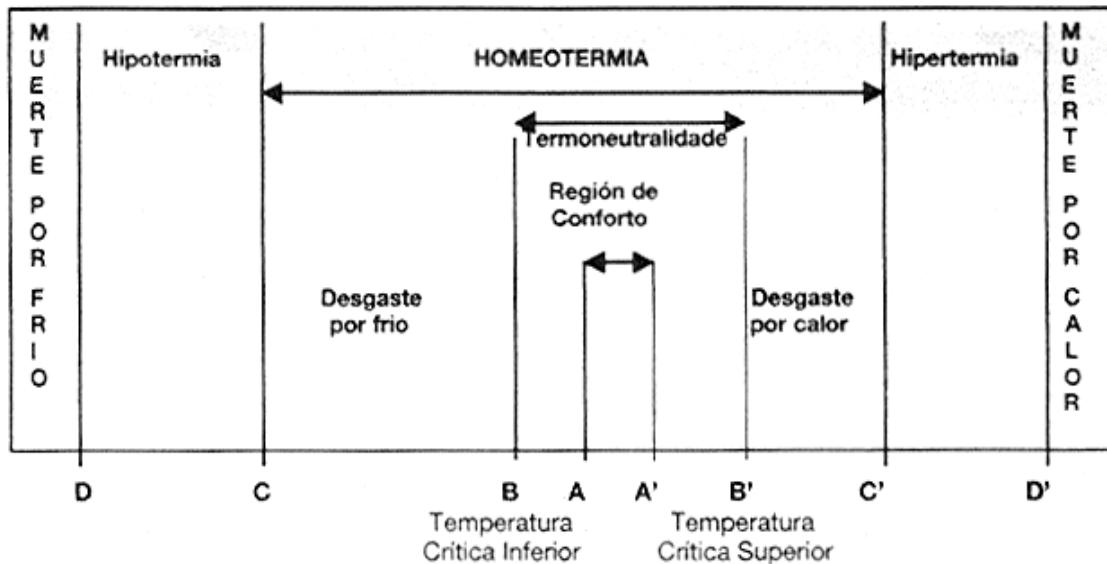 MUERTE POR FRIO
Hipotermia
HOMEOTERMIA
Hipertermia
MUERTE POR CALOR
Termoneutralidade
Región de
Conforto
Desgaste
por frio
Desgaste
por calor
D
C
B
A
A'
B'
C'
D'
Temperatura
Crítica Inferior
Temperatura
Crítica Superior